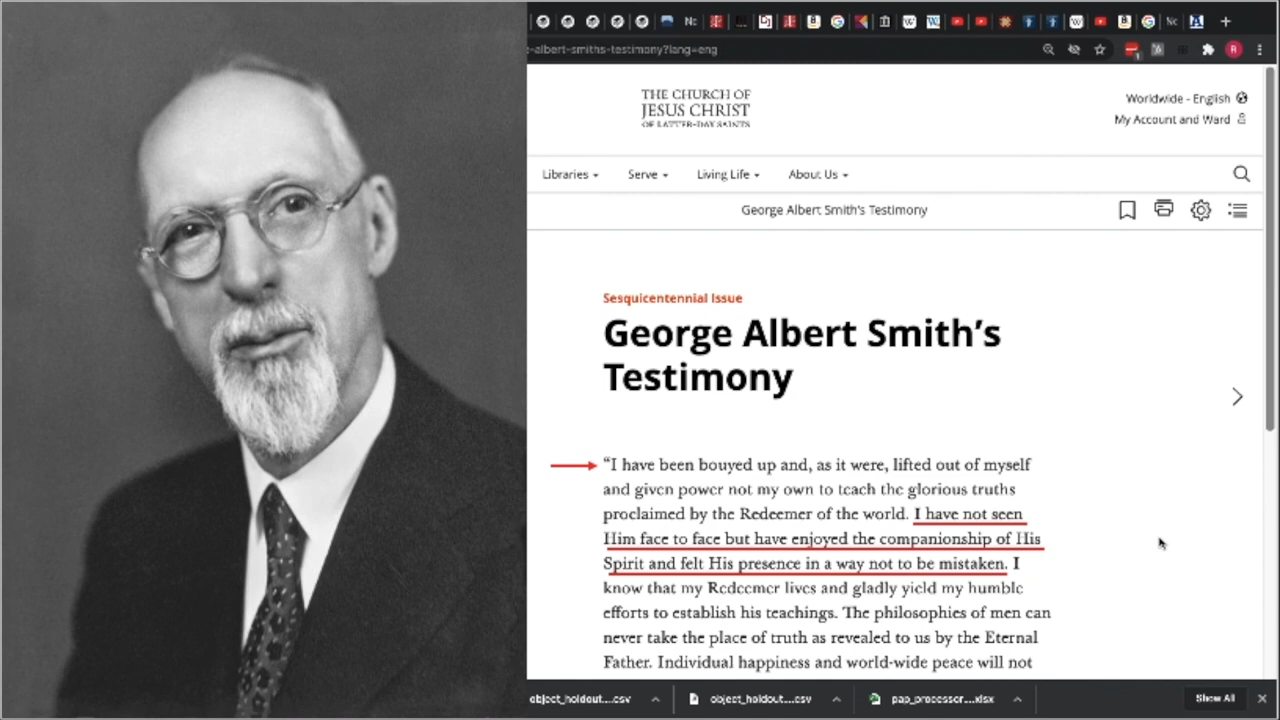 -albert-smiths-testimony?lang=eng
THE CHURCH OF
JESUS CHRIST
OF LATTER-DAY SAINTS
Worldwide - English
My Account and Ward
Libraries
Serve
Living Life
About Us
George Albert Smith's Testimony
Sesquicentennial Issue
George Albert Smith's
Testimony
“I have been bouyed up and, as it were, lifted out of myself
and given power not my own to teach the glorious truths
proclaimed by the Redeemer of the world. I have not seen
Him face to face but have enjoyed the companionship of His
Spirit and felt His presence in a way not to be mistaken. I
know that my Redeemer lives and gladly yield my humble
efforts to establish his teachings. The philosophies of men can
never take the place of truth as revealed to us by the Eternal
Father. Individual happiness and world-wide peace will not
object_holdout....csv
object_holdout....csv
pap_processor....xlsx
Show All